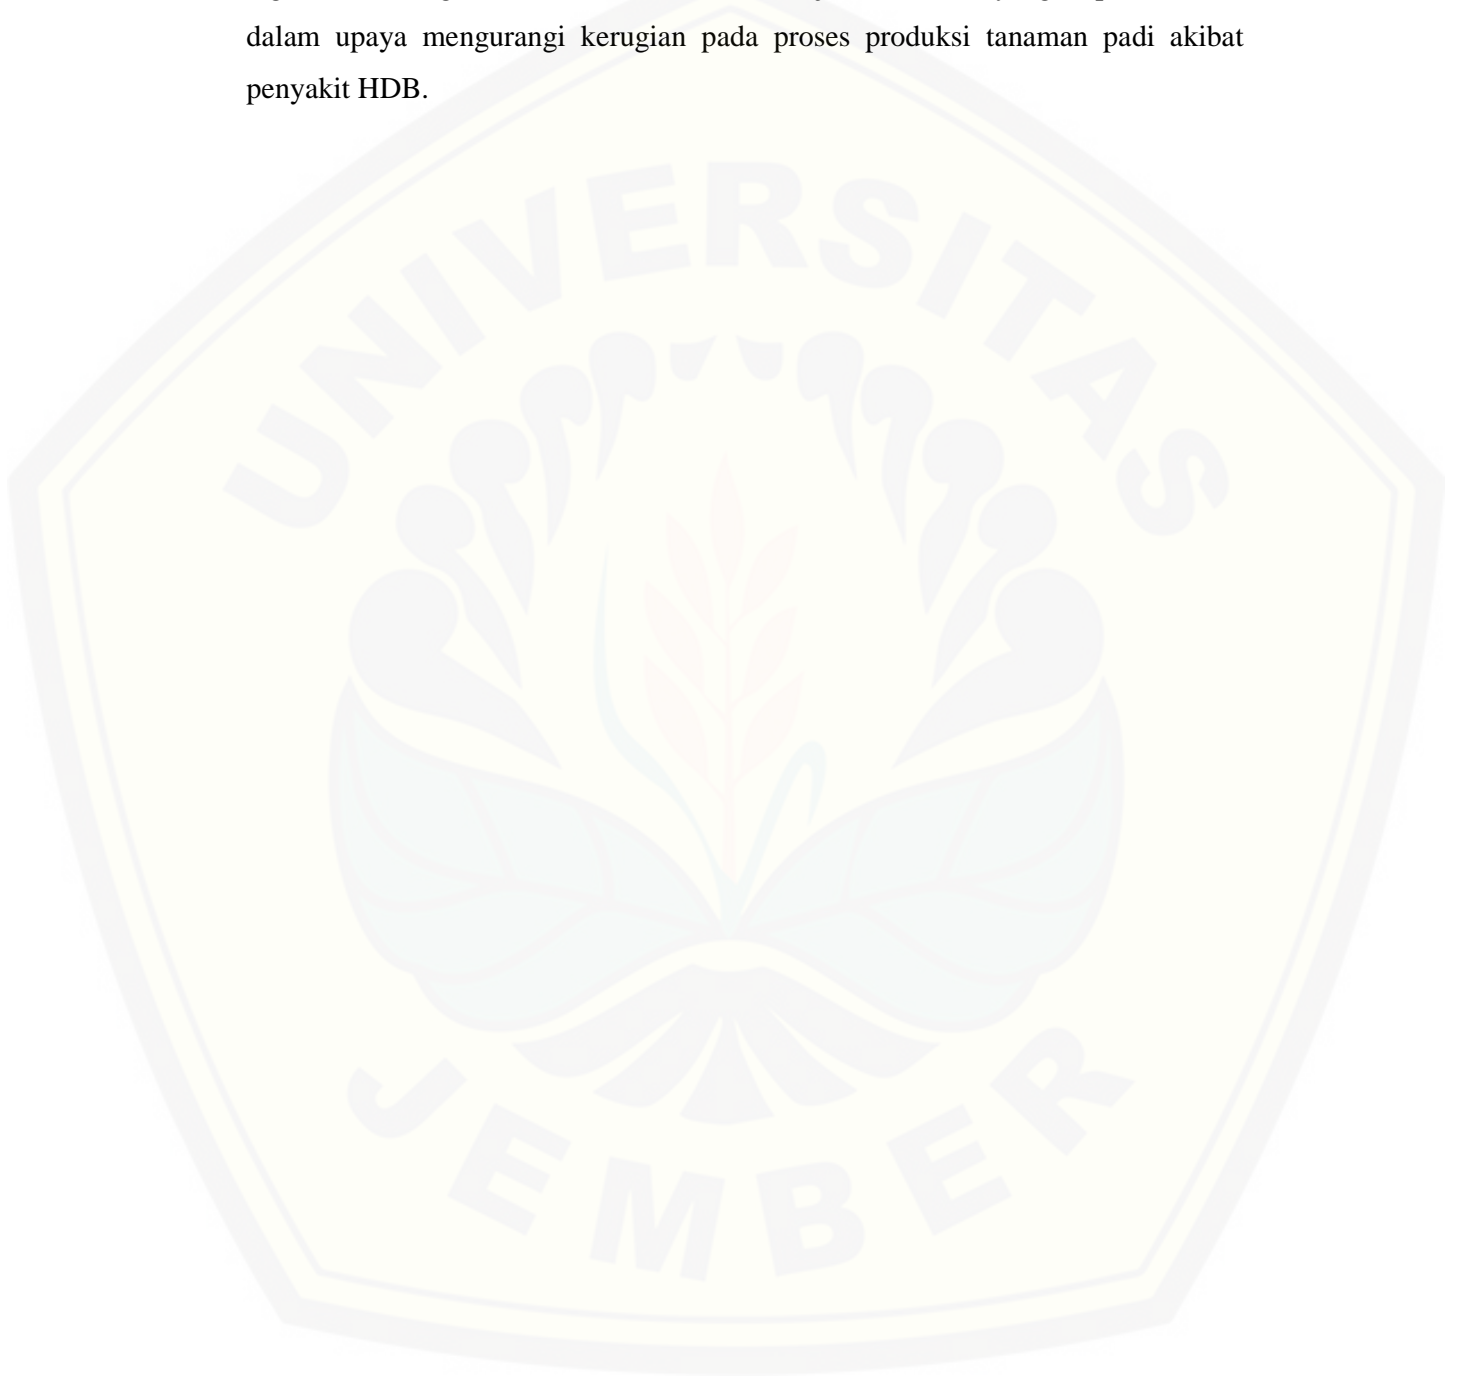 dalam upaya mengurangi kerugian pada proses produksi tanaman padi akibat
penyakit HDB.
UNIVERSITAS
JEMBER